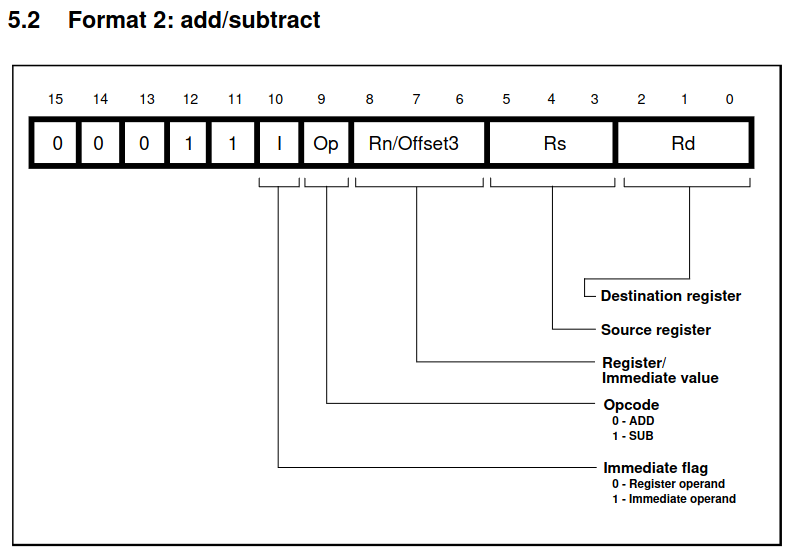 5.2 Format 2: add/subtract
15 14 13 12 11 10 9 8 7 6 5 4 3 2 1 0
0 0 0 1 1 I Op Rn/Offset3 Rs Rd
Destination register
Source register
Register/
Immediate value
Opcode
0 - ADD
1 - SUB
Immediate flag
0 - Register operand
1 - Immediate operand